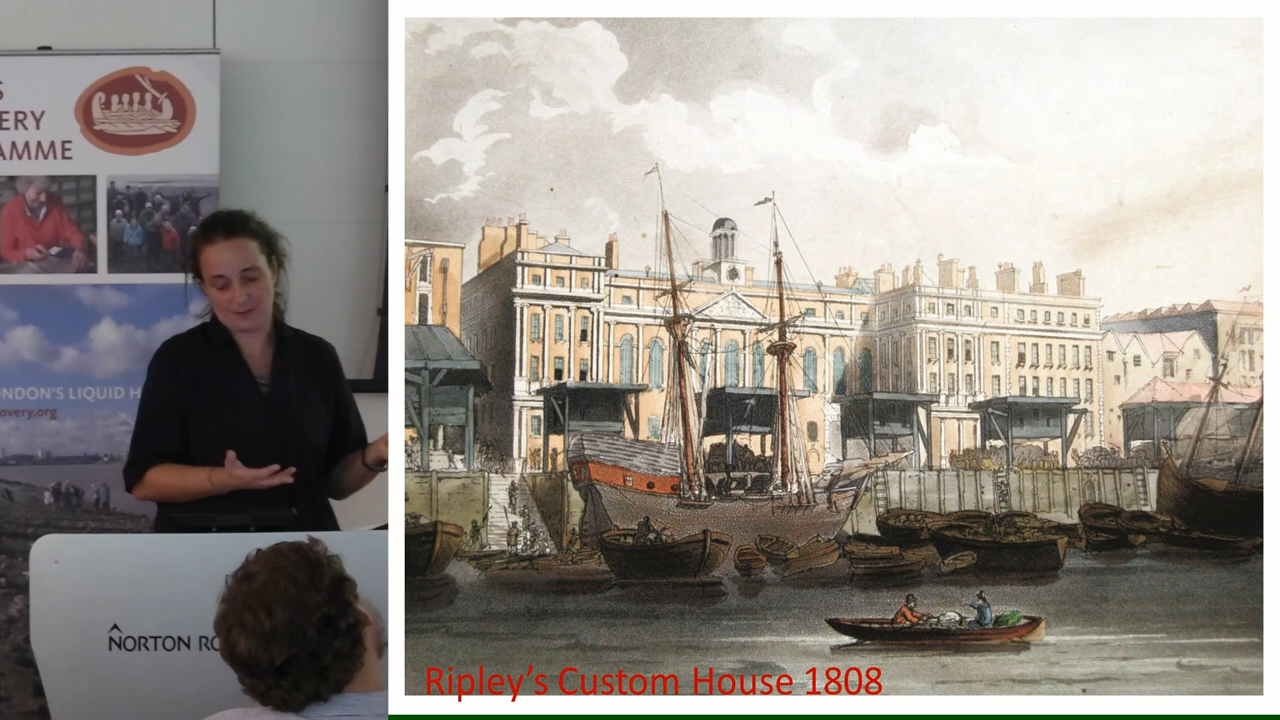 S
ERY
AMME
NDON'S LIQUID H
overy.org
NORTON RO
Ripley's Custom House 1808